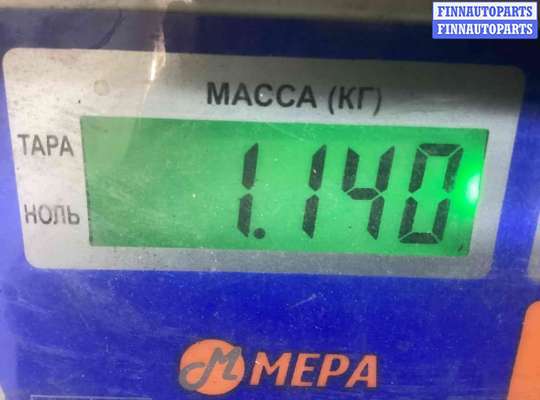 FINNAUTOPARTS
FINNAUTOPARTS
МАССА (КГ)
ТАРА
1.140
НОЛЬ
М МЕРА